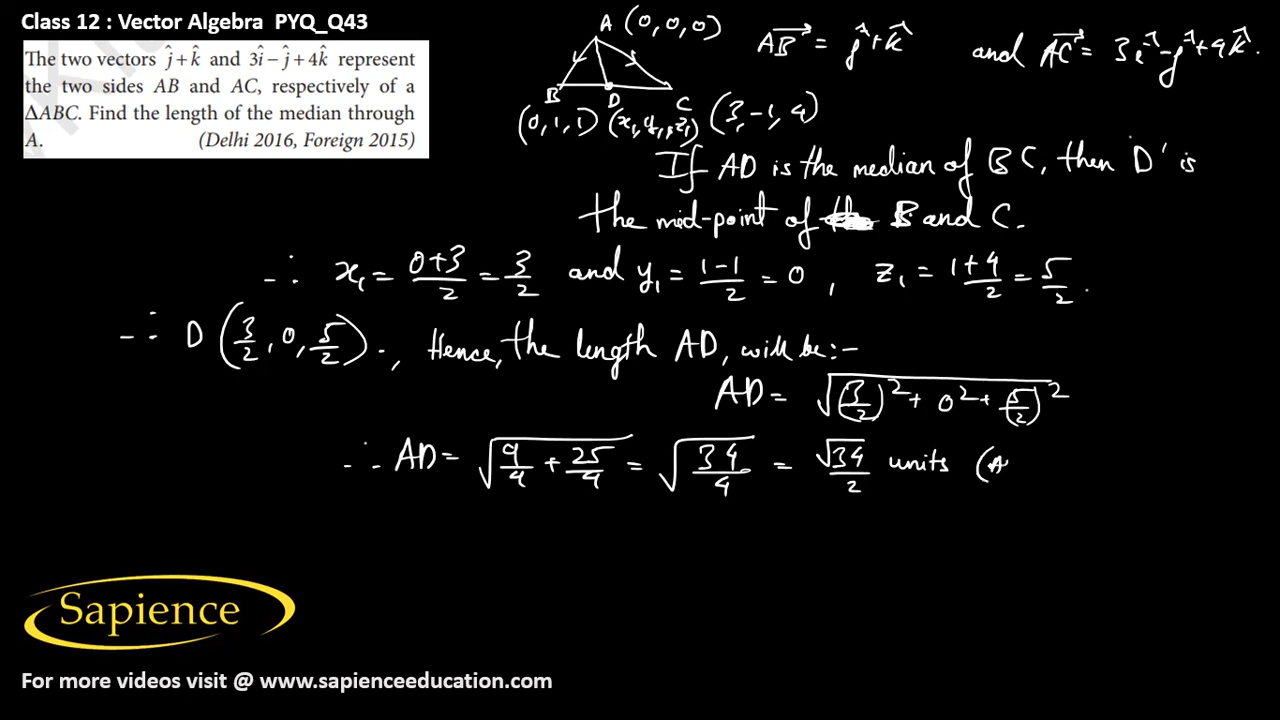 Class 12 : Vector Algebra PYQ_Q43
The two vectors ĵ + k̂ and 3î − ĵ + 4k̂ represent
the two sides AB and AC, respectively of a
ΔABC. Find the length of the median through
A. (Delhi 2016, Foreign 2015)
A (0, 0, 0)
B D C
(0, 1, 1) (x₁, y₁, z₁) (3, -1, 4)
AB⃗ = ĵ + k̂ and AC⃗ = 3î - ĵ + 4k̂.
If AD is the median of BC, then 'D' is
the mid-point of B and C.
∴ x₁ = (0+3)/2 = 3/2 and y₁ = (1-1)/2 = 0 , z₁ = (1+4)/2 = 5/2 .
∴ D (3/2, 0, 5/2) ., Hence, the length AD, will be:-
AD = √((3/2)² + 0² + (5/2)²)
∴ AD = √(9/4 + 25/4) = √(34/4) = √34/2 units (A
Sapience
For more videos visit @ www.sapienceeducation.com